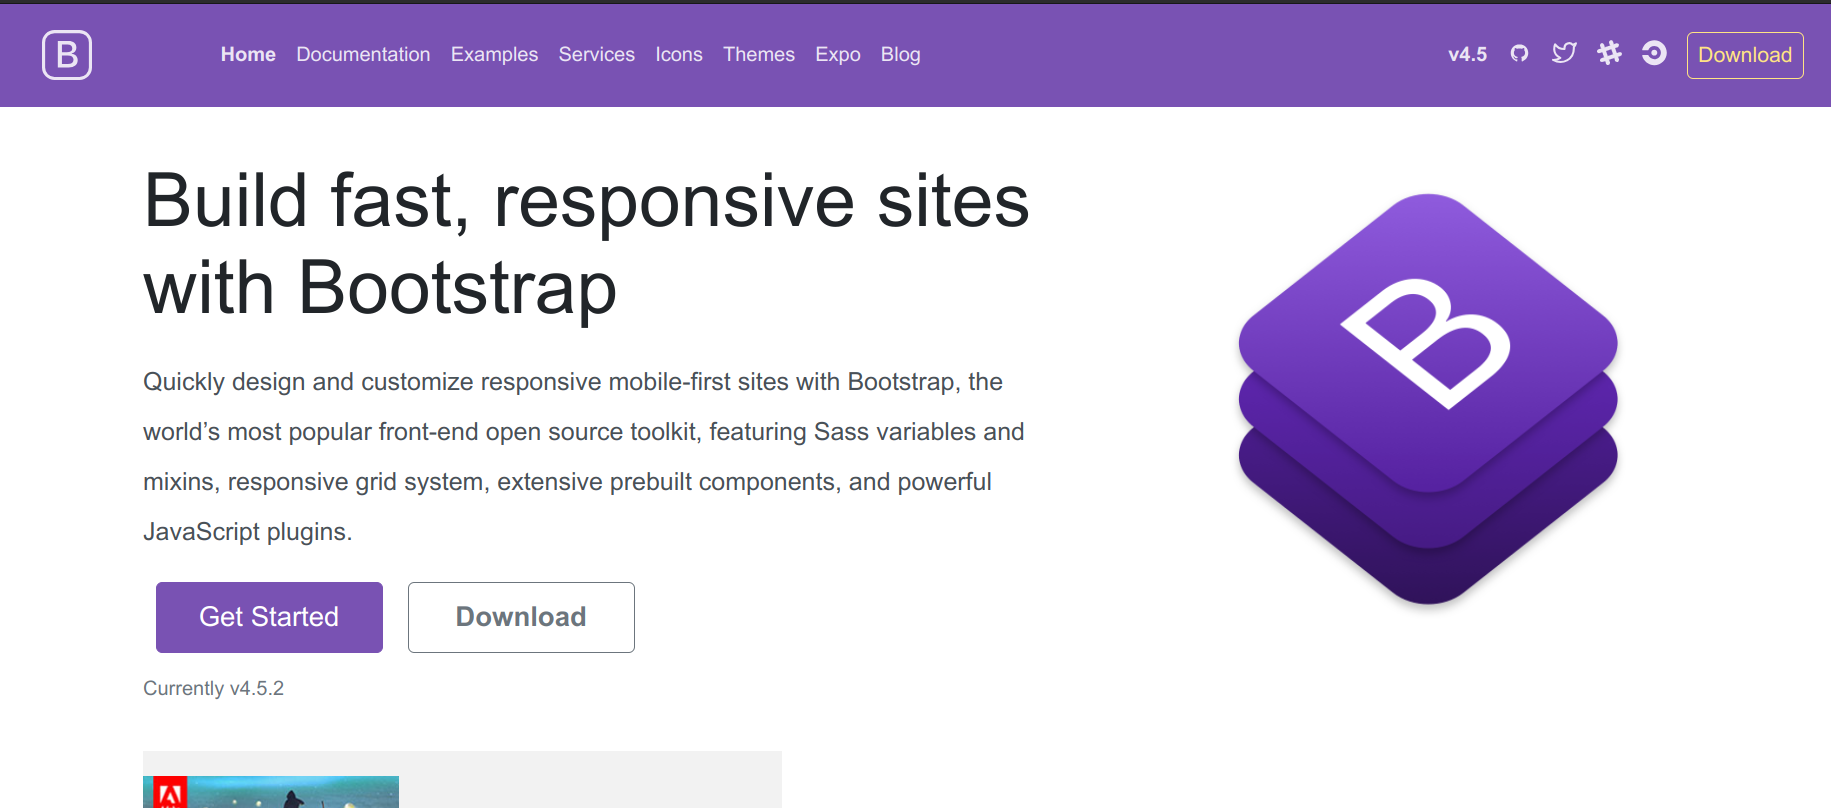 B
Home Documentation Examples Services Icons Themes Expo Blog
v4.5
Download
Build fast, responsive sites
with Bootstrap
B
Quickly design and customize responsive mobile-first sites with Bootstrap, the
world’s most popular front-end open source toolkit, featuring Sass variables and
mixins, responsive grid system, extensive prebuilt components, and powerful
JavaScript plugins.
Get Started
Download
Currently v4.5.2